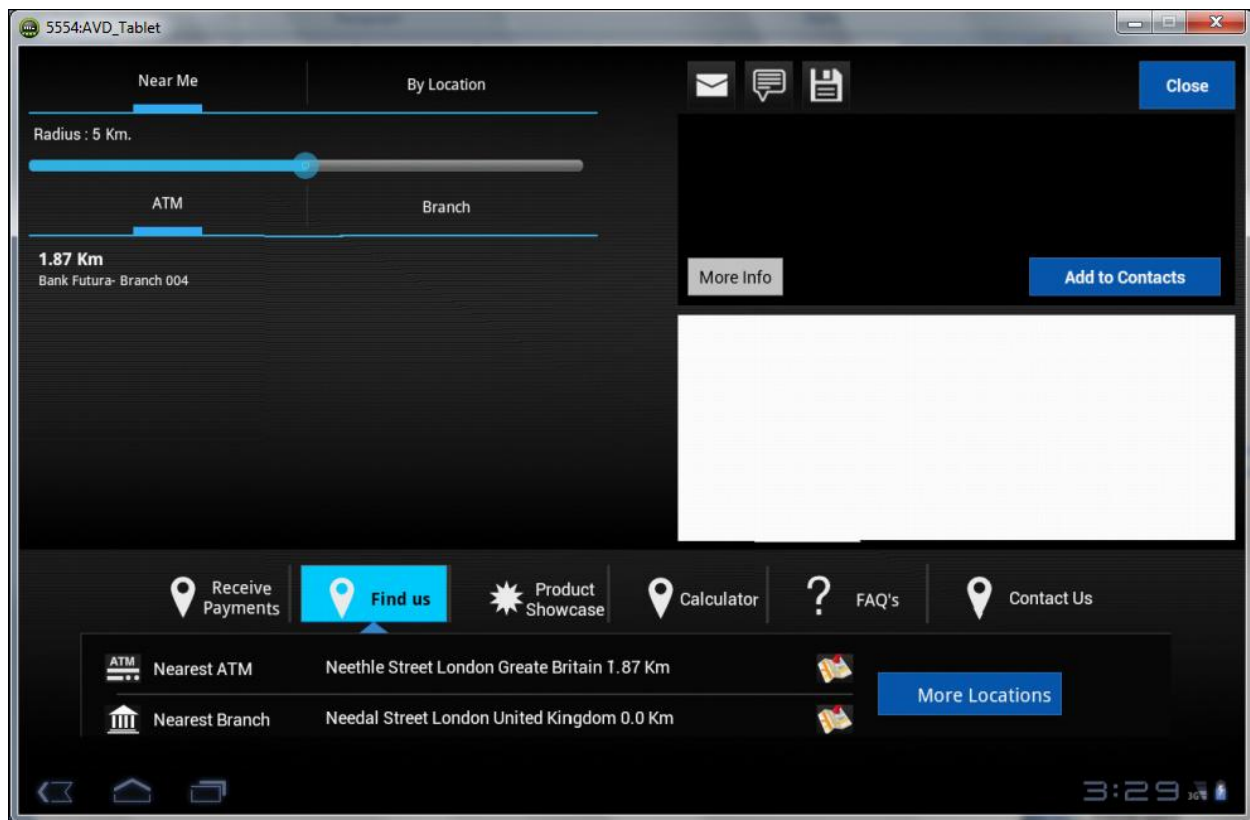 5554:AVD_Tablet
Near Me
By Location
Close
Radius : 5 Km.
ATM
Branch
1.87 Km
Bank Futura- Branch 004
More Info
Add to Contacts
Receive
Payments
Find us
Product
Showcase
Calculator
? FAQ's
Contact Us
ATM
Nearest ATM
Neethle Street London Greate Britain 1.87 Km
More Locations
Nearest Branch
Needal Street London United Kingdom 0.0 Km
3:29
3G